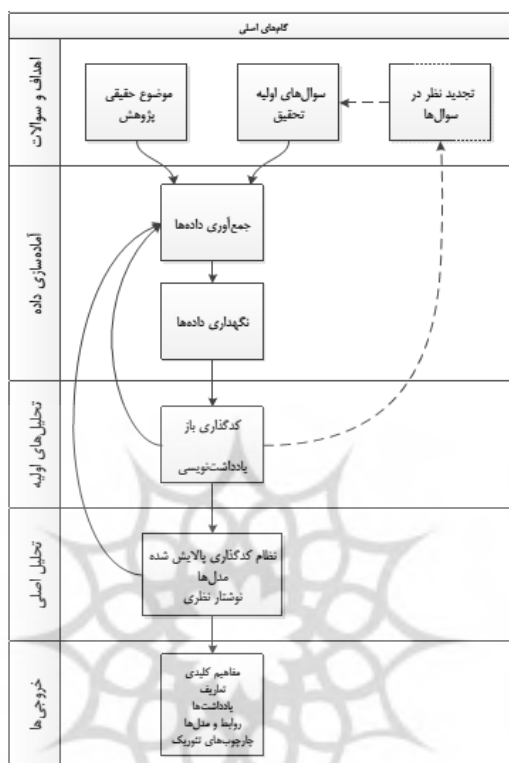 گام‌های اصلی
اهداف و سوالات
موضوع حقیقی
پژوهش
سوال‌های اولیه
تحقیق
تجدید نظر در
سوال‌ها
آماده‌سازی داده
جمع‌آوری داده‌ها
نگهداری داده‌ها
تحلیل‌های اولیه
کدگذاری باز
یادداشت‌نویسی
تحلیل اصلی
نظام کدگذاری پالایش شده
مدل‌ها
نوشتار نظری
خروجی‌ها
مفاهیم کلیدی
تعاریف
یادداشت‌ها
روابط و مدل‌ها
چارچوب‌های تئوریک